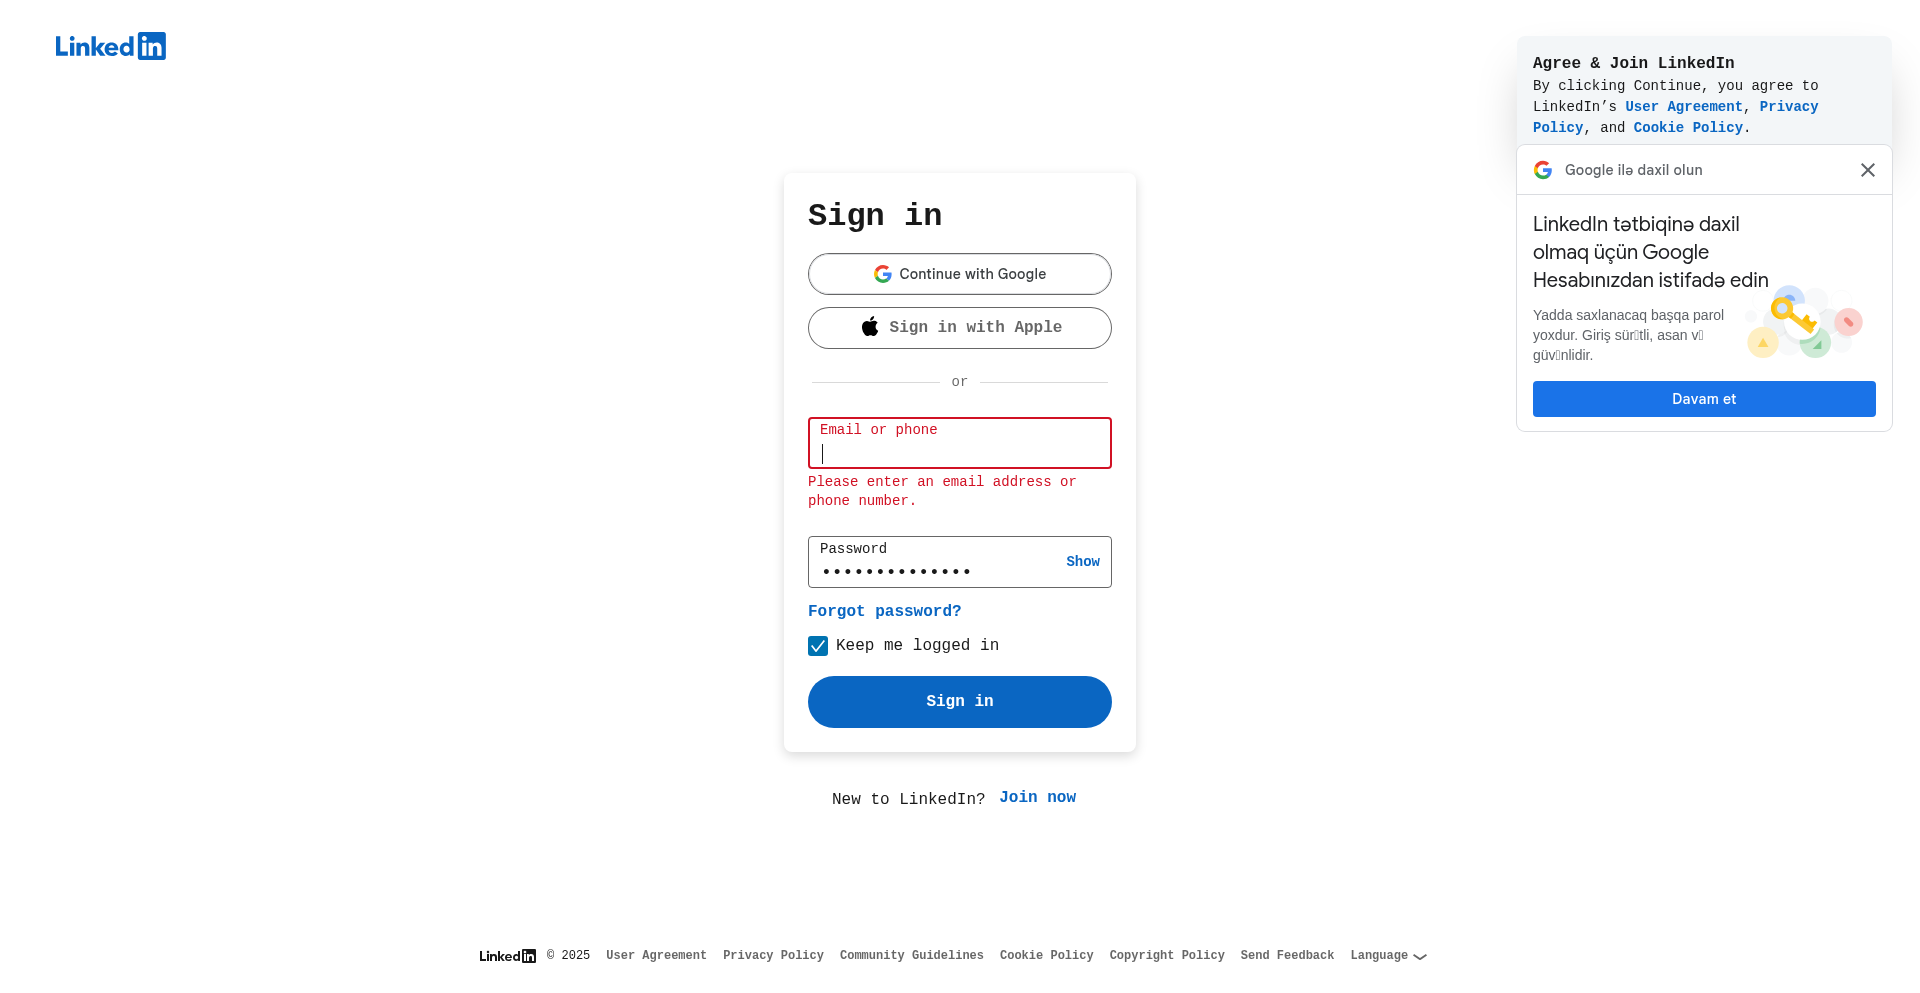 LinkedIn
Agree & Join LinkedIn
By clicking Continue, you agree to
LinkedIn’s User Agreement, Privacy
Policy, and Cookie Policy.
Google ilə daxil olun
LinkedIn tətbiqinə daxil
olmaq üçün Google
Hesabınızdan istifadə edin
Yadda saxlanacaq başqa parol
yoxdur. Giriş sür▯tli, asan v▯
güv▯nlidir.
Davam et
Sign in
Continue with Google
Sign in with Apple
or
Email or phone
Please enter an email address or
phone number.
Password
••••••••••••••
Show
Forgot password?
Keep me logged in
Sign in
New to LinkedIn? Join now
LinkedIn © 2025 User Agreement Privacy Policy Community Guidelines Cookie Policy Copyright Policy Send Feedback Language